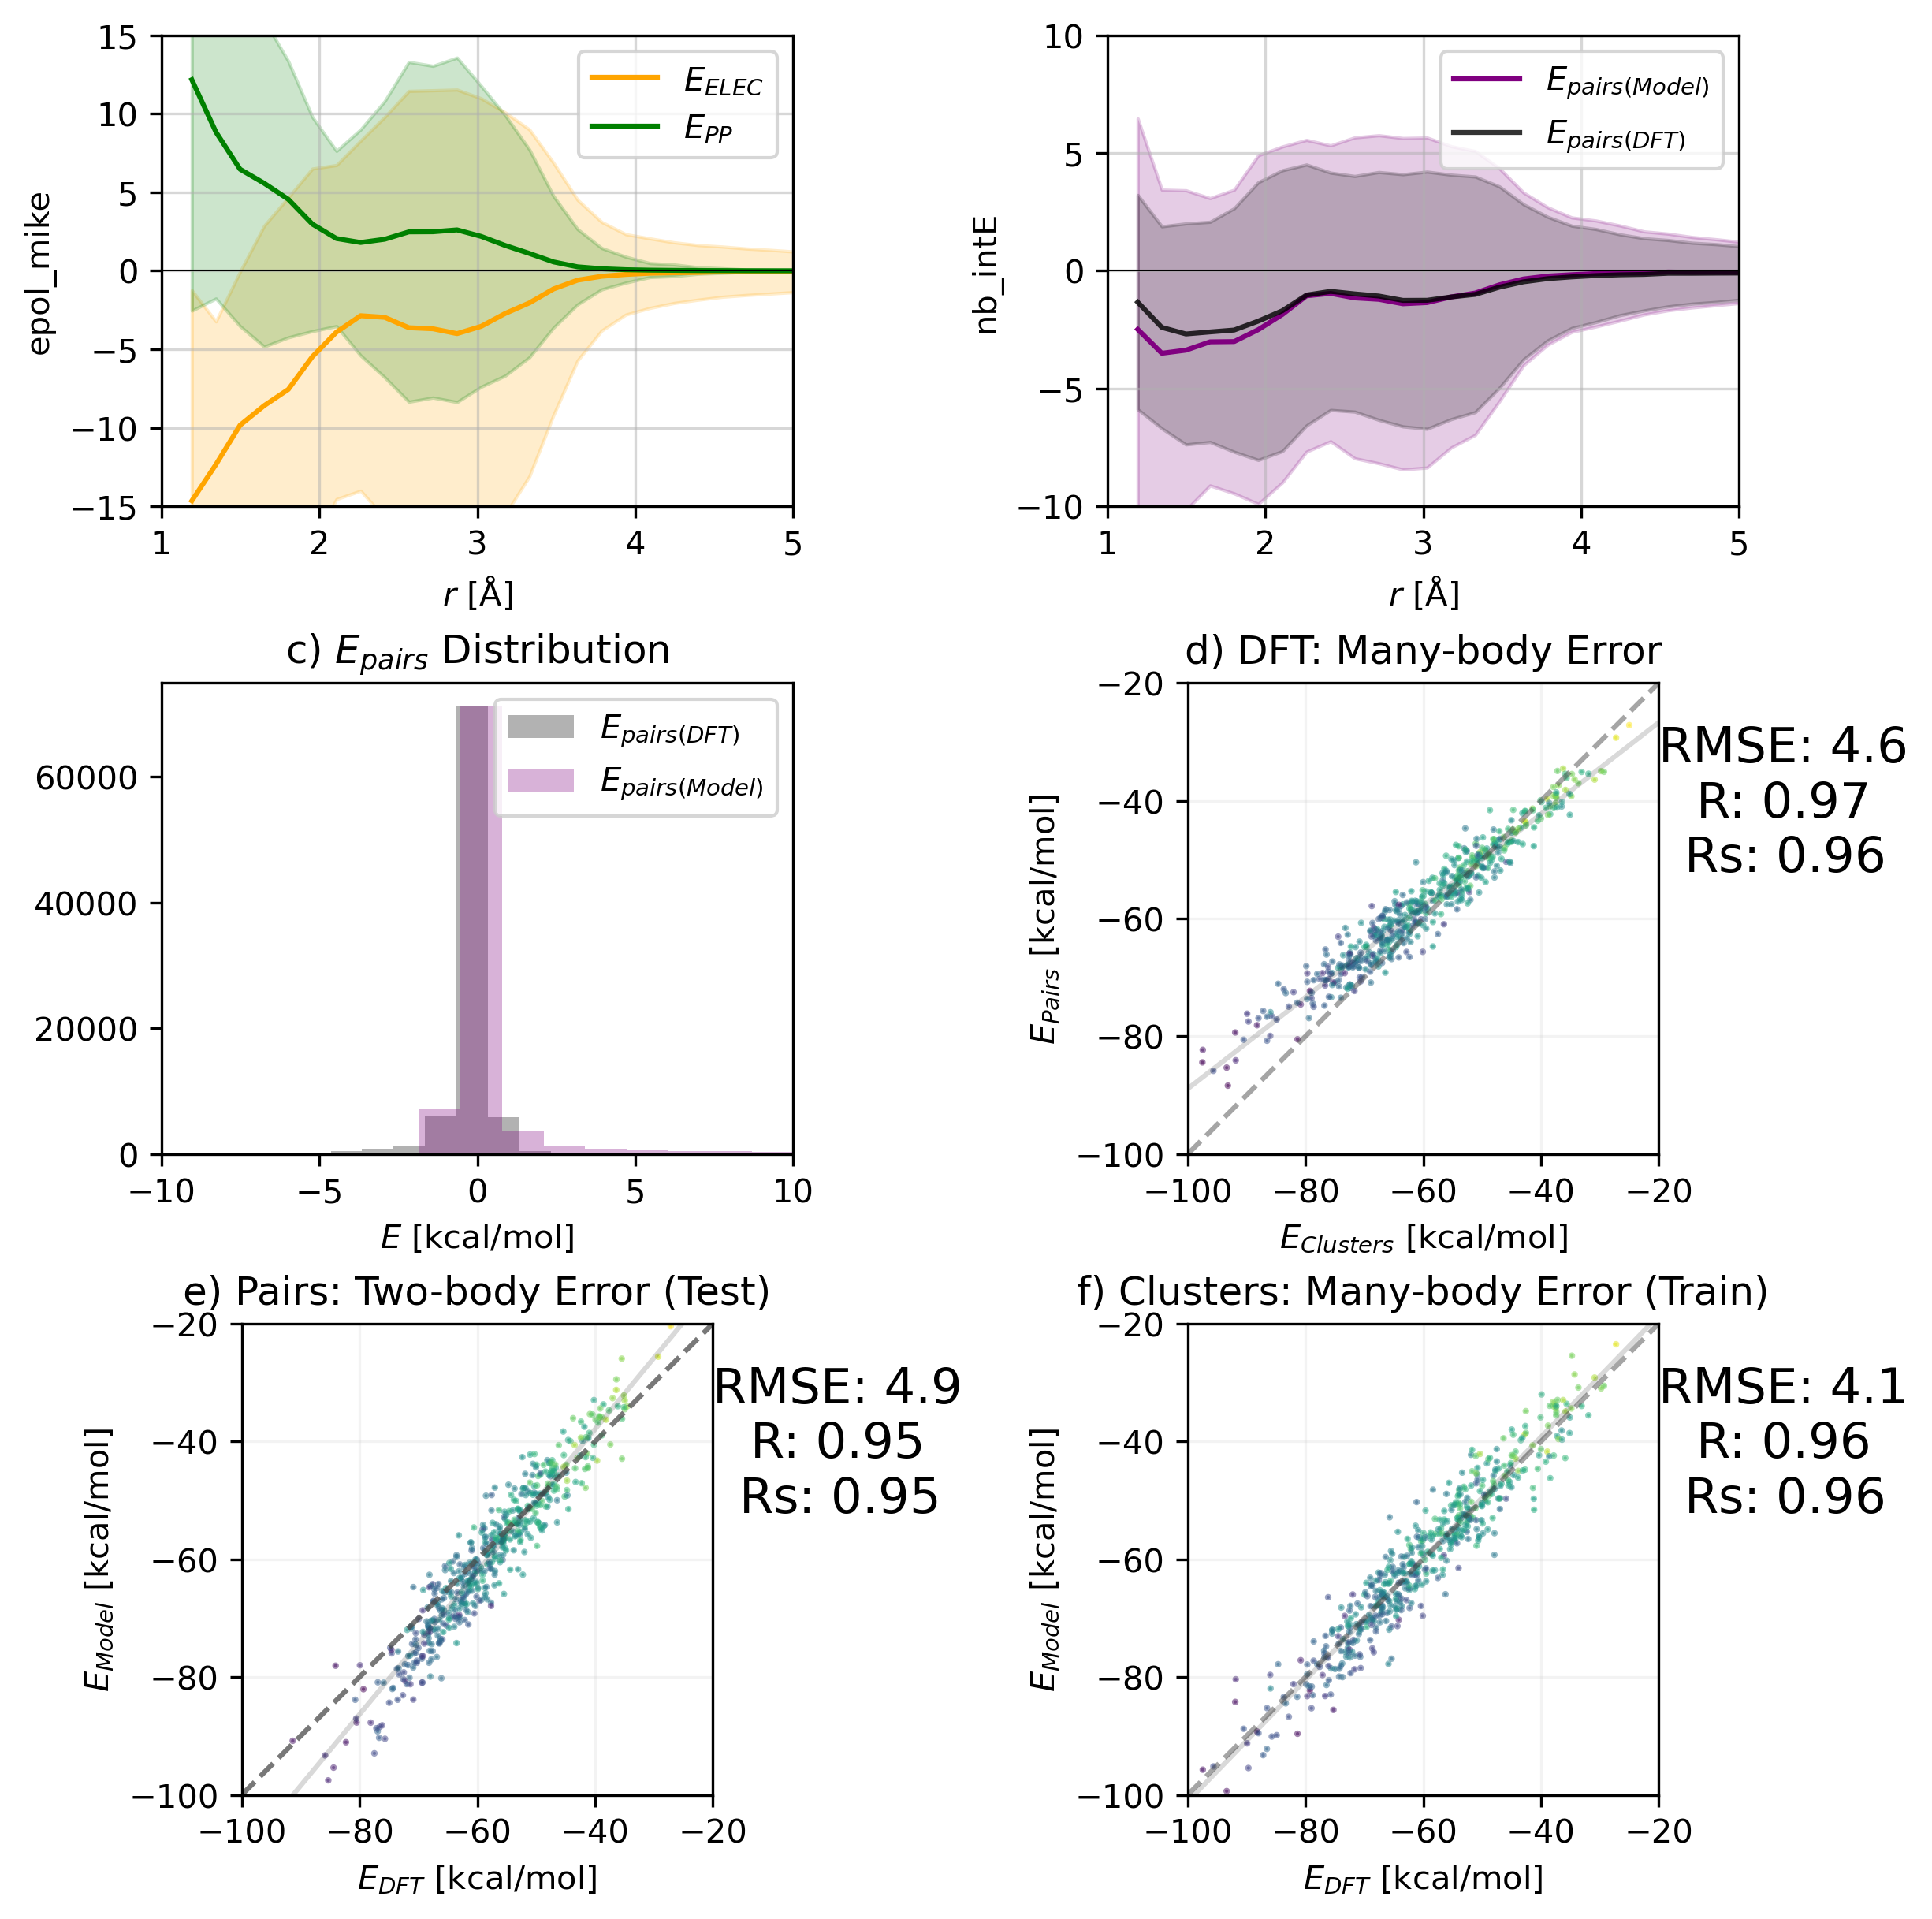 15
10
5
0
−5
−10
−15
epol_mike
E_ELEC
E_PP
1 2 3 4 5
r [Å]
10
5
0
−5
−10
nb_intE
E_pairs(Model)
E_pairs(DFT)
1 2 3 4 5
r [Å]
c) E_pairs Distribution
60000
40000
20000
0
E_pairs(DFT)
E_pairs(Model)
−10 −5 0 5 10
E [kcal/mol]
d) DFT: Many-body Error
−20
−40
−60
−80
−100
E_Pairs [kcal/mol]
RMSE: 4.6
R: 0.97
Rs: 0.96
−100 −80 −60 −40 −20
E_Clusters [kcal/mol]
e) Pairs: Two-body Error (Test)
−20
−40
−60
−80
−100
E_Model [kcal/mol]
RMSE: 4.9
R: 0.95
Rs: 0.95
−100 −80 −60 −40 −20
E_DFT [kcal/mol]
f) Clusters: Many-body Error (Train)
−20
−40
−60
−80
−100
E_Model [kcal/mol]
RMSE: 4.1
R: 0.96
Rs: 0.96
−100 −80 −60 −40 −20
E_DFT [kcal/mol]